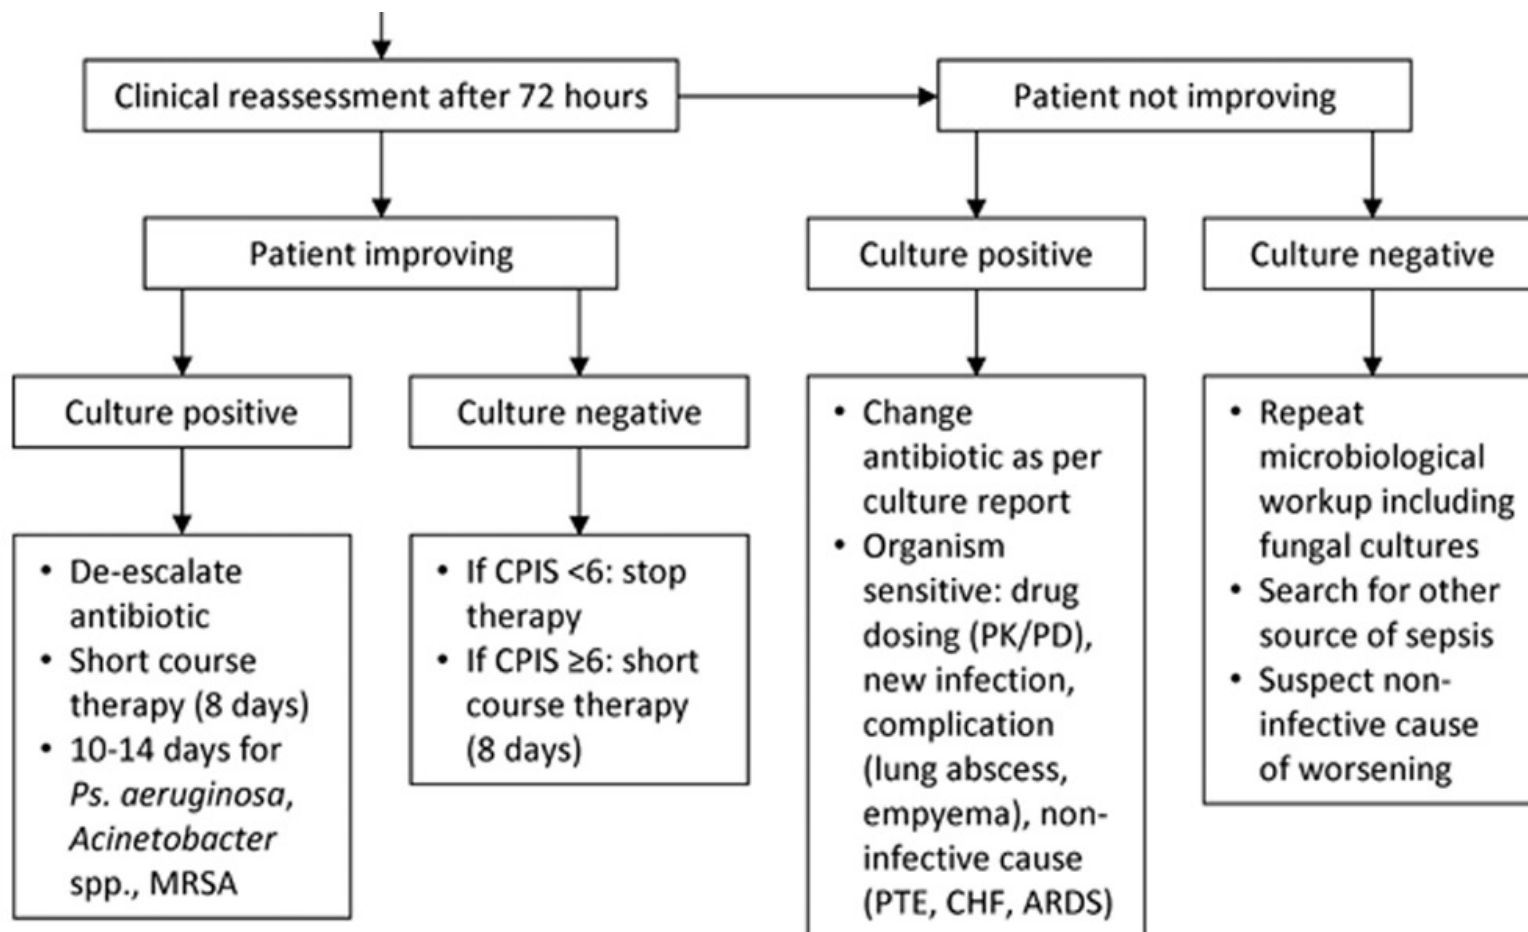 Clinical reassessment after 72 hours
Patient not improving
Patient improving
Culture positive
Culture negative
Culture positive
Culture negative
• De-escalate
antibiotic
• Short course
therapy (8 days)
• 10-14 days for
Ps. aeruginosa,
Acinetobacter
spp., MRSA
• If CPIS <6: stop
therapy
• If CPIS ≥6: short
course therapy
(8 days)
• Change
antibiotic as per
culture report
• Organism
sensitive: drug
dosing (PK/PD),
new infection,
complication
(lung abscess,
empyema), non-
infective cause
(PTE, CHF, ARDS)
• Repeat
microbiological
workup including
fungal cultures
• Search for other
source of sepsis
• Suspect non-
infective cause
of worsening